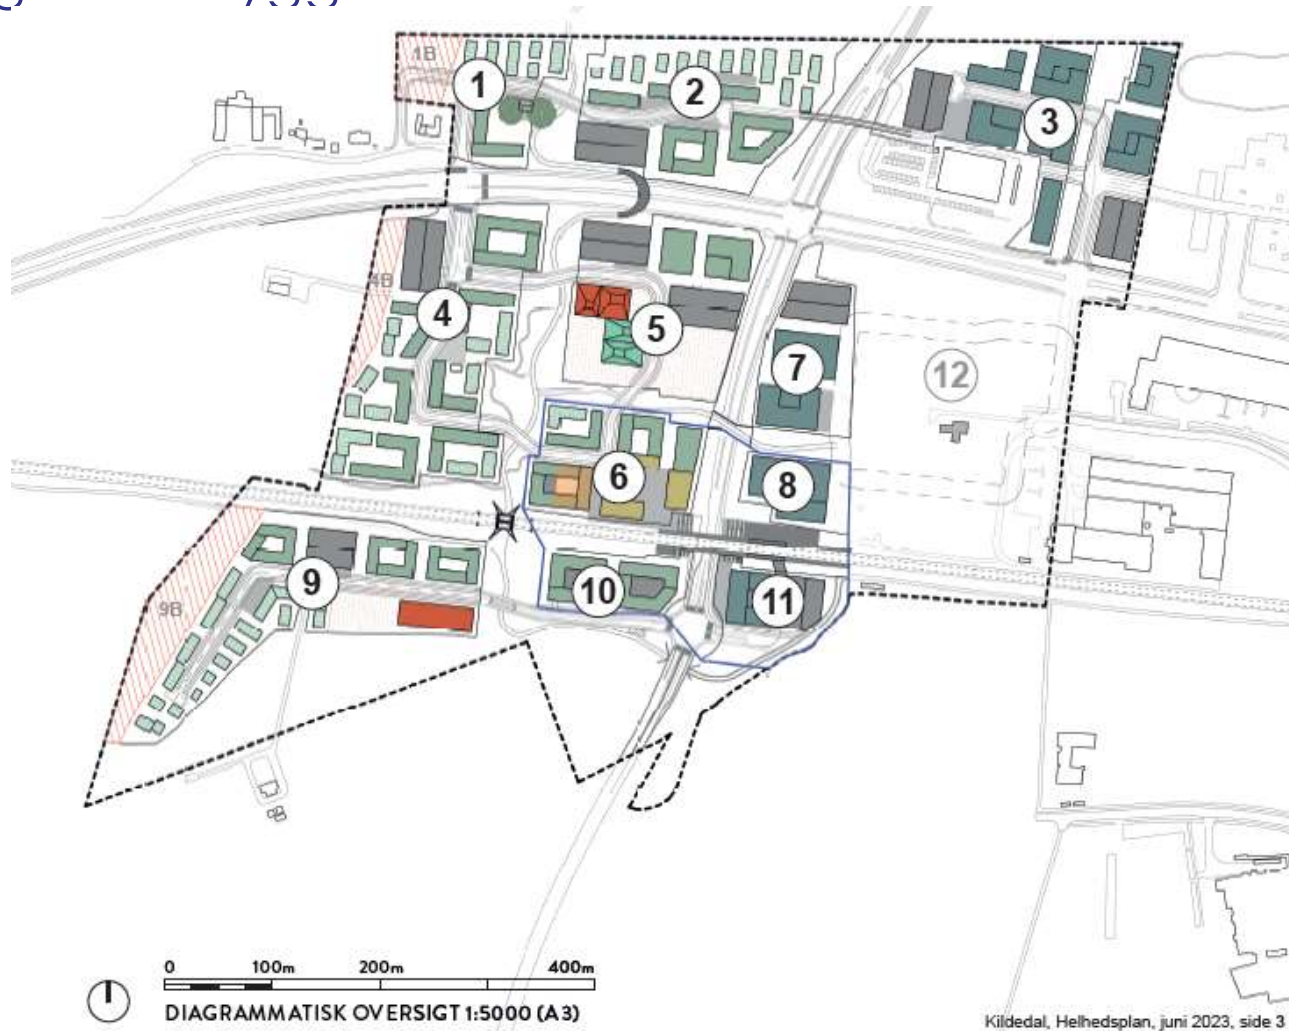 1B
1
2
3
4B
4
5
7
12
6
8
9
9B
10
11
0 100m 200m 400m
DIAGRAMMATISK OVERSIGT 1:5000 (A3)
Kildedal, Helhedsplan, juni 2023, side 3